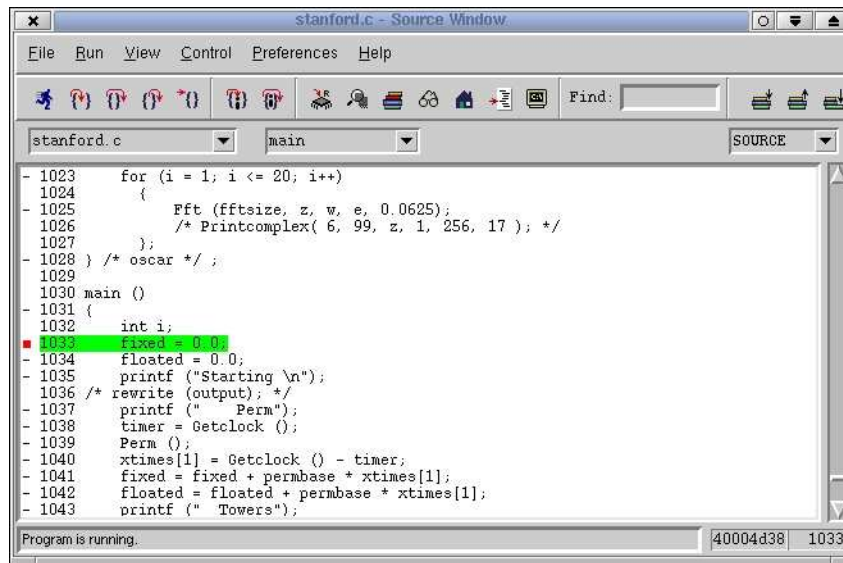 stanford.c - Source Window
File Run View Control Preferences Help
Find:
stanford.c main SOURCE
- 1023 for (i = 1; i <= 20; i++)
1024 {
- 1025 Fft (fftsize, z, w, e, 0.0625);
1026 /* Printcomplex( 6, 99, z, 1, 256, 17 ); */
1027 };
- 1028 } /* oscar */ ;
1029
1030 main ()
- 1031 {
1032 int i;
1033 fixed = 0.0;
- 1034 floated = 0.0;
- 1035 printf ("Starting \n");
1036 /* rewrite (output); */
- 1037 printf (" Perm");
- 1038 timer = Getclock ();
- 1039 Perm ();
- 1040 xtimes[1] = Getclock () - timer;
- 1041 fixed = fixed + permbase * xtimes[1];
- 1042 floated = floated + permbase * xtimes[1];
- 1043 printf (" Towers");
Program is running. 40004d38 1033